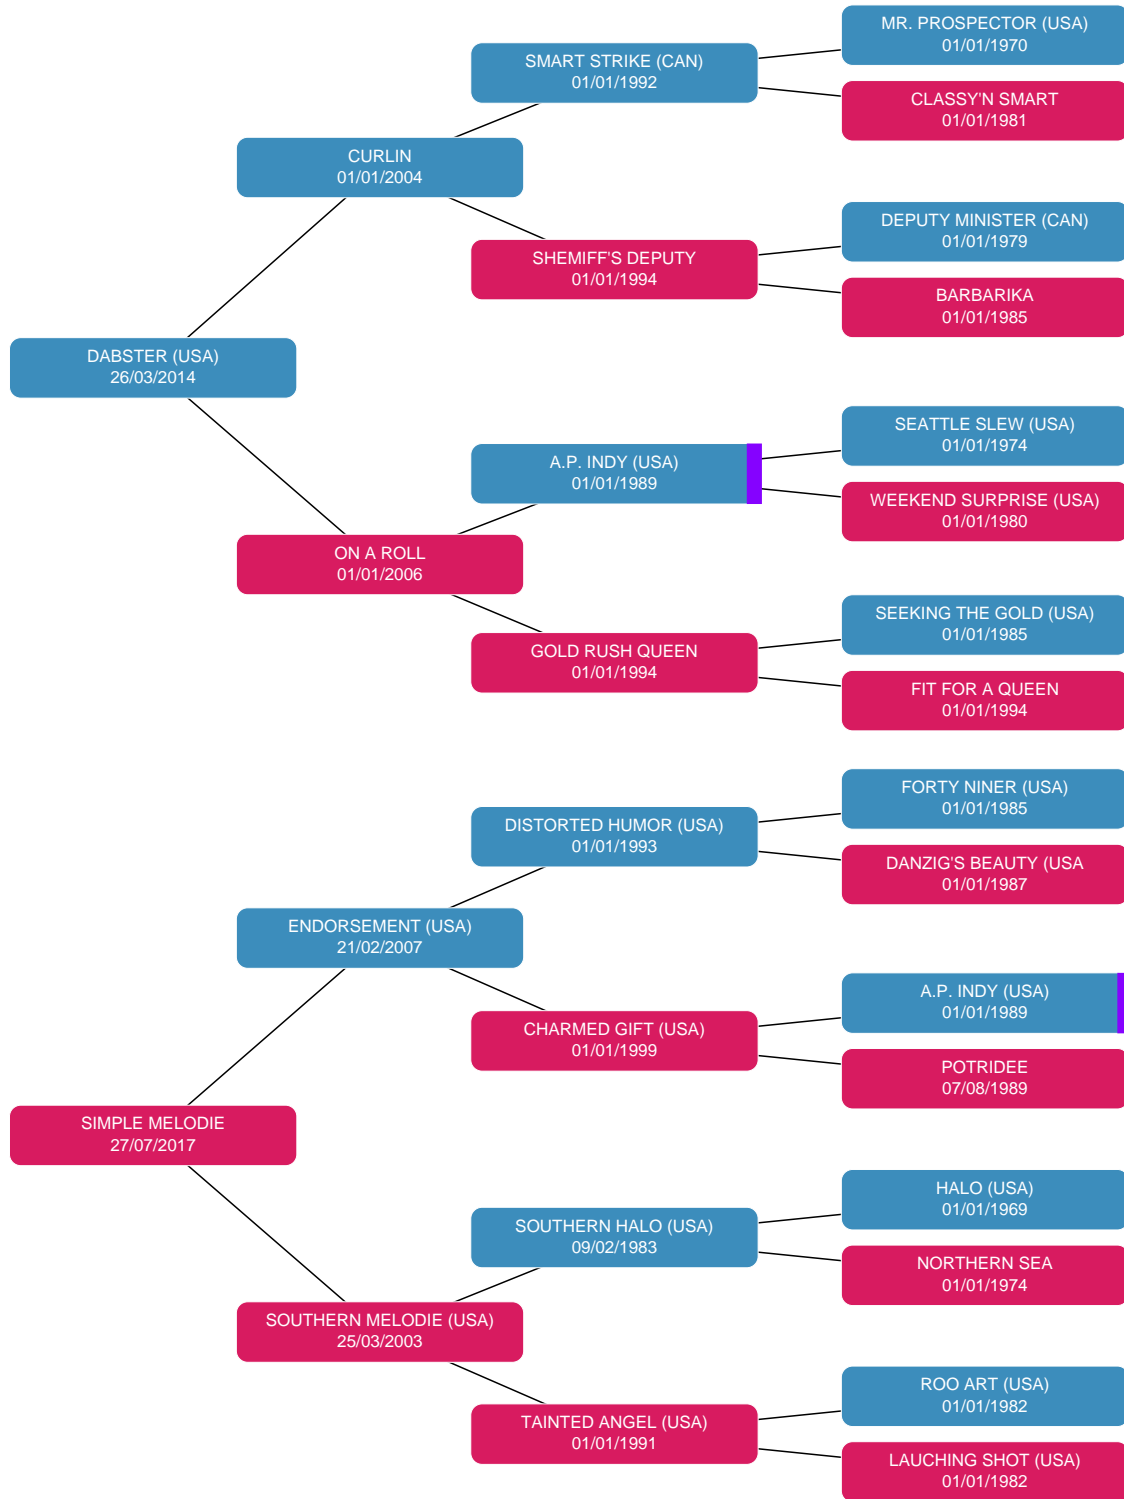 MR. PROSPECTOR (USA)
01/01/1970
SMART STRIKE (CAN)
01/01/1992
CLASSY'N SMART
01/01/1981
CURLIN
01/01/2004
DEPUTY MINISTER (CAN)
01/01/1979
SHEMIFF'S DEPUTY
01/01/1994
BARBARIKA
01/01/1985
DABSTER (USA)
26/03/2014
SEATTLE SLEW (USA)
01/01/1974
A.P. INDY (USA)
01/01/1989
WEEKEND SURPRISE (USA)
01/01/1980
ON A ROLL
01/01/2006
SEEKING THE GOLD (USA)
01/01/1985
GOLD RUSH QUEEN
01/01/1994
FIT FOR A QUEEN
01/01/1994
FORTY NINER (USA)
01/01/1985
DISTORTED HUMOR (USA)
01/01/1993
DANZIG'S BEAUTY (USA
01/01/1987
ENDORSEMENT (USA)
21/02/2007
A.P. INDY (USA)
01/01/1989
CHARMED GIFT (USA)
01/01/1999
POTRIDEE
07/08/1989
SIMPLE MELODIE
27/07/2017
HALO (USA)
01/01/1969
SOUTHERN HALO (USA)
09/02/1983
NORTHERN SEA
01/01/1974
SOUTHERN MELODIE (USA)
25/03/2003
ROO ART (USA)
01/01/1982
TAINTED ANGEL (USA)
01/01/1991
LAUCHING SHOT (USA)
01/01/1982